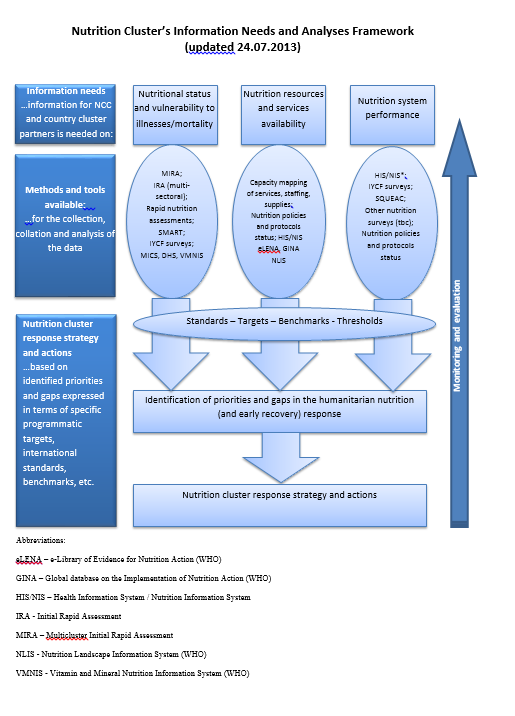 Nutrition Cluster's Information Needs and Analyses Framework
(updated 24.07.2013)
Information needs
…information for NCC
and country cluster
partners is needed on:
Nutritional status
and vulnerability to
illnesses/mortality
Nutrition resources
and services
availability
Nutrition system
performance
Methods and tools
available:
…for the collection,
collation and analysis of
the data
MIRA;
IRA (multi-
sectoral);
Rapid nutrition
assessments;
SMART;
IYCF surveys;
MICS, DHS, VMNIS
Capacity mapping
of services, staffing,
supplies;
Nutrition policies
and protocols
status; HIS/NIS
eLENA, GINA
NLIS
HIS/NIS*;
IYCF surveys;
SQUEAC;
Other nutrition
surveys (tbc);
Nutrition policies
and protocols
status
Monitoring and evaluation
Nutrition cluster
response strategy
and actions
…based on
identified priorities
and gaps expressed
in terms of specific
programmatic
targets,
international
standards,
benchmarks, etc.
Standards – Targets – Benchmarks - Thresholds
Identification of priorities and gaps in the humanitarian nutrition
(and early recovery) response
Nutrition cluster response strategy and actions
Abbreviations:
eLENA – e-Library of Evidence for Nutrition Action (WHO)
GINA – Global database on the Implementation of Nutrition Action (WHO)
HIS/NIS – Health Information System / Nutrition Information System
IRA - Initial Rapid Assessment
MIRA – Multicluster Initial Rapid Assessment
NLIS - Nutrition Landscape Information System (WHO)
VMNIS - Vitamin and Mineral Nutrition Information System (WHO)